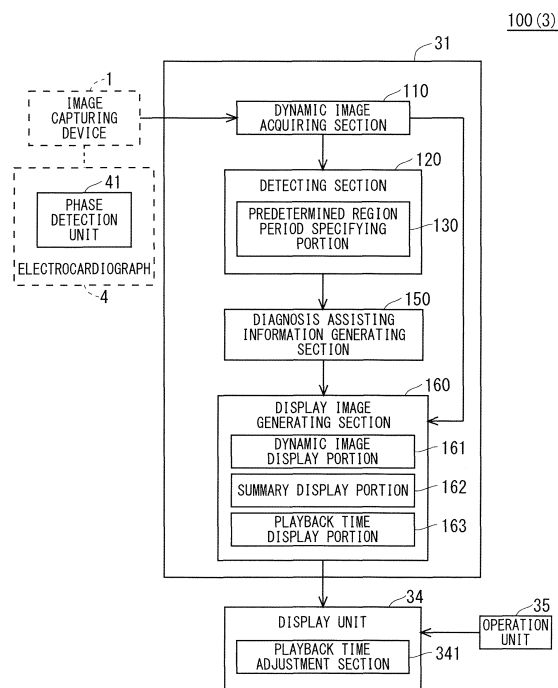 100 (3)
31
1
IMAGE
CAPTURING
DEVICE
110
DYNAMIC IMAGE
ACQUIRING SECTION
120
DETECTING SECTION
41
PHASE
DETECTION
UNIT
PREDETERMINED REGION
PERIOD SPECIFYING
PORTION
130
ELECTROCARDIOGRAPH
4
150
DIAGNOSIS ASSISTING
INFORMATION GENERATING
SECTION
160
DISPLAY IMAGE
GENERATING SECTION
DYNAMIC IMAGE
DISPLAY PORTION
161
SUMMARY DISPLAY PORTION
162
PLAYBACK TIME
DISPLAY PORTION
163
34
DISPLAY UNIT
35
OPERATION
UNIT
PLAYBACK TIME
ADJUSTMENT SECTION
341